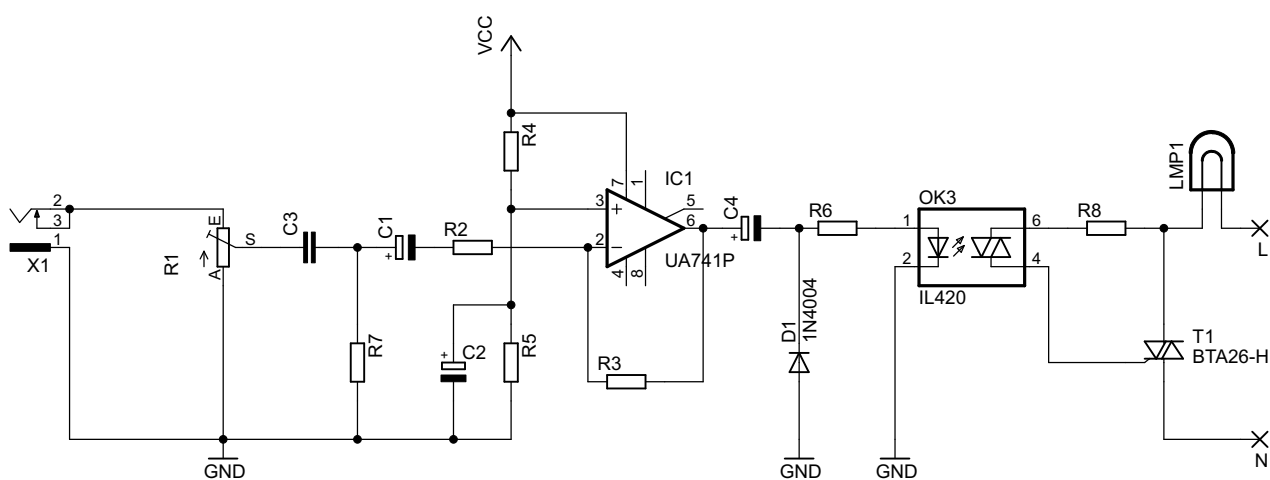 VCC
R4
7
1
IC1
5
3
+
6
2
−
4
8
UA741P
C4
+
R6
OK3
1
6
2
4
IL420
R8
LMP1
L
2
3
1
X1
E
S
A
R1
C3
C1
+
R2
R7
+
C2
R5
R3
D1
1N4004
T1
BTA26-H
N
GND
GND
GND